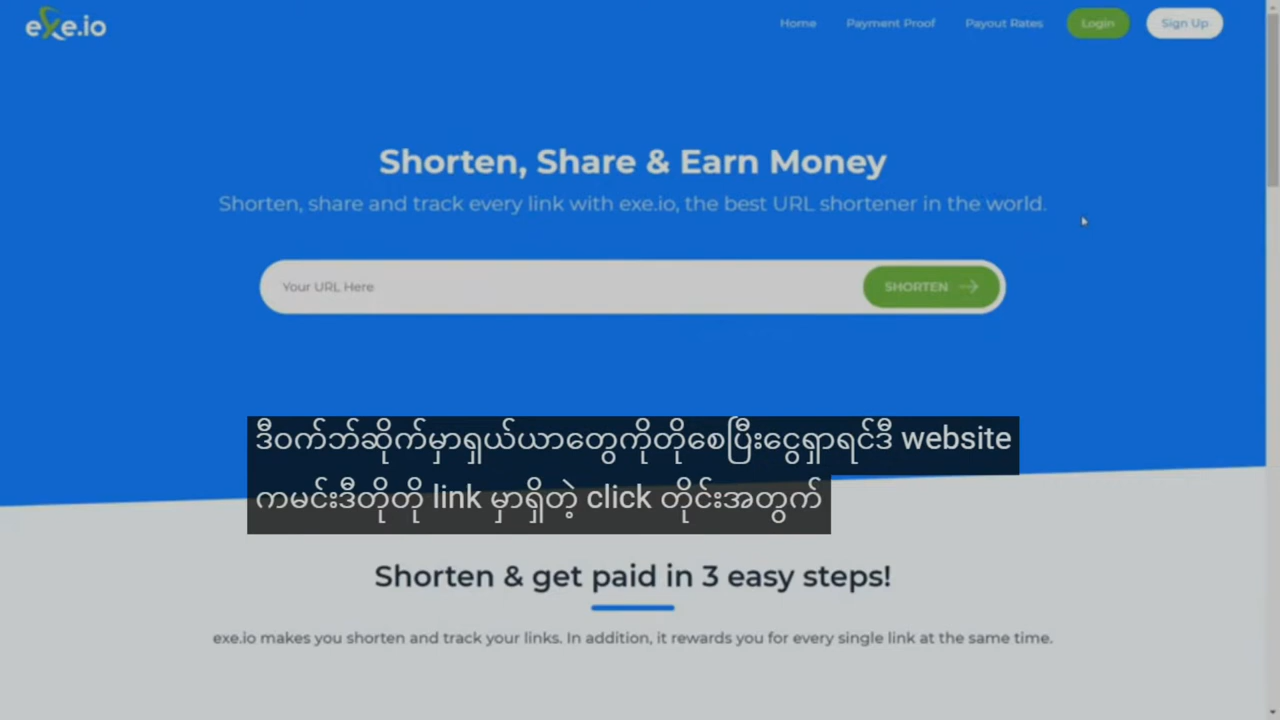 exe.io
Home
Payment Proof
Payout Rates
Login
Sign Up
Shorten, Share & Earn Money
Shorten, share and track every link with exe.io, the best URL shortener in the world.
Your URL Here
SHORTEN
ဒီဝက်ဘ်ဆိုက်မှာရှယ်ယာတွေကိုတိုစေပြီးငွေရှာရင်ဒီ website
ကမင်းဒီတိုတို link မှာရှိတဲ့ click တိုင်းအတွက်
Shorten & get paid in 3 easy steps!
exe.io makes you shorten and track your links. In addition, it rewards you for every single link at the same time.